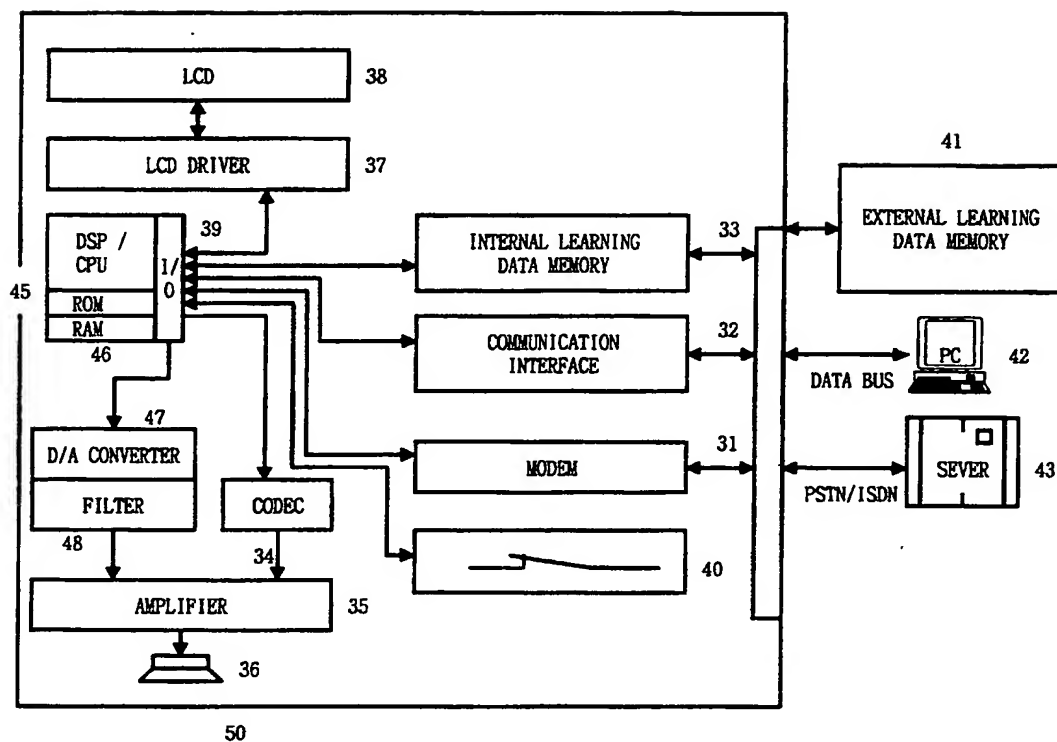 LCD
38
LCD DRIVER
37
39
DSP /
CPU
I/
O
ROM
RAM
45
46
47
D/A CONVERTER
FILTER
48
CODEC
34
AMPLIFIER
35
36
INTERNAL LEARNING
DATA MEMORY
33
COMMUNICATION
INTERFACE
32
MODEM
31
40
41
EXTERNAL LEARNING
DATA MEMORY
PC
42
DATA BUS
SEVER
43
PSTN/ISDN
50